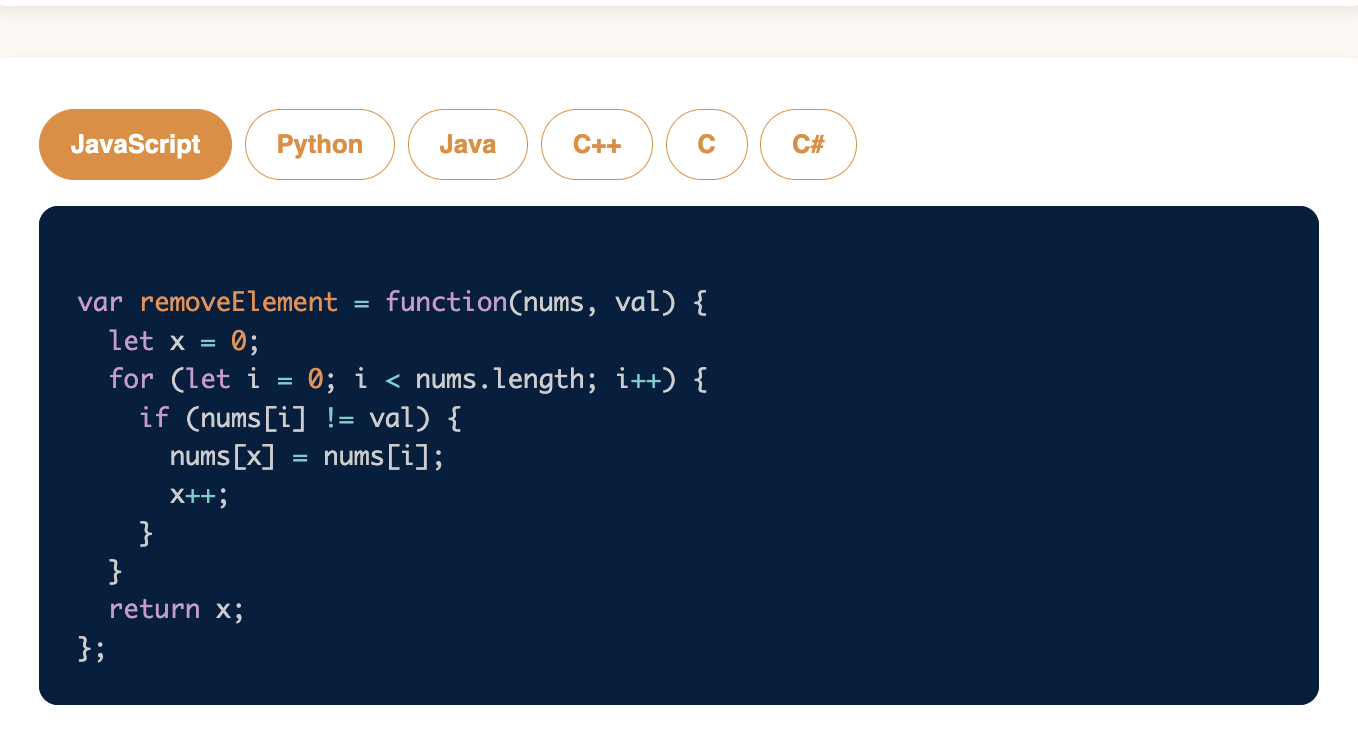 JavaScript Python Java C++ C C#
var removeElement = function(nums, val) {
  let x = 0;
  for (let i = 0; i < nums.length; i++) {
    if (nums[i] != val) {
      nums[x] = nums[i];
      x++;
    }
  }
  return x;
};